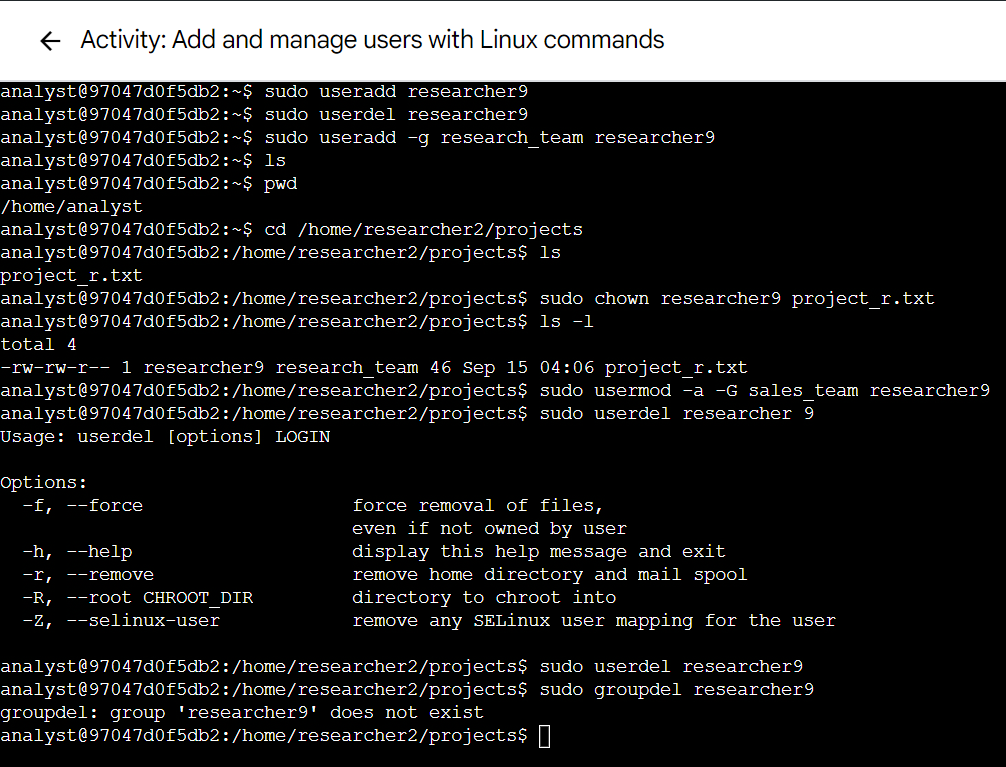 ← Activity: Add and manage users with Linux commands
analyst@97047d0f5db2:~$ sudo useradd researcher9
analyst@97047d0f5db2:~$ sudo userdel researcher9
analyst@97047d0f5db2:~$ sudo useradd -g research_team researcher9
analyst@97047d0f5db2:~$ ls
analyst@97047d0f5db2:~$ pwd
/home/analyst
analyst@97047d0f5db2:~$ cd /home/researcher2/projects
analyst@97047d0f5db2:/home/researcher2/projects$ ls
project_r.txt
analyst@97047d0f5db2:/home/researcher2/projects$ sudo chown researcher9 project_r.txt
analyst@97047d0f5db2:/home/researcher2/projects$ ls -l
total 4
-rw-rw-r-- 1 researcher9 research_team 46 Sep 15 04:06 project_r.txt
analyst@97047d0f5db2:/home/researcher2/projects$ sudo usermod -a -G sales_team researcher9
analyst@97047d0f5db2:/home/researcher2/projects$ sudo userdel researcher 9
Usage: userdel [options] LOGIN

Options:
  -f, --force                   force removal of files,
                                even if not owned by user
  -h, --help                    display this help message and exit
  -r, --remove                  remove home directory and mail spool
  -R, --root CHROOT_DIR         directory to chroot into
  -Z, --selinux-user            remove any SELinux user mapping for the user

analyst@97047d0f5db2:/home/researcher2/projects$ sudo userdel researcher9
analyst@97047d0f5db2:/home/researcher2/projects$ sudo groupdel researcher9
groupdel: group 'researcher9' does not exist
analyst@97047d0f5db2:/home/researcher2/projects$